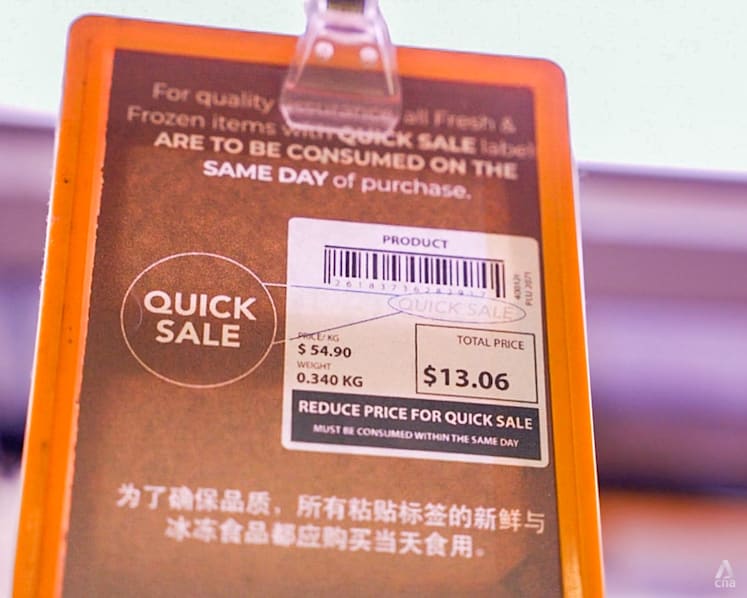 For quality assurance, all Fresh &
Frozen items with QUICK SALE label
ARE TO BE CONSUMED ON THE
SAME DAY of purchase.
PRODUCT
QUICK SALE
QUICK
SALE
PRICE/KG
$ 54.90
WEIGHT
0.340 KG
TOTAL PRICE
$13.06
REDUCE PRICE FOR QUICK SALE
MUST BE CONSUMED WITHIN THE SAME DAY
为了确保品质，所有粘贴标签的新鲜与
冰冻食品都应购买当天食用。
cna